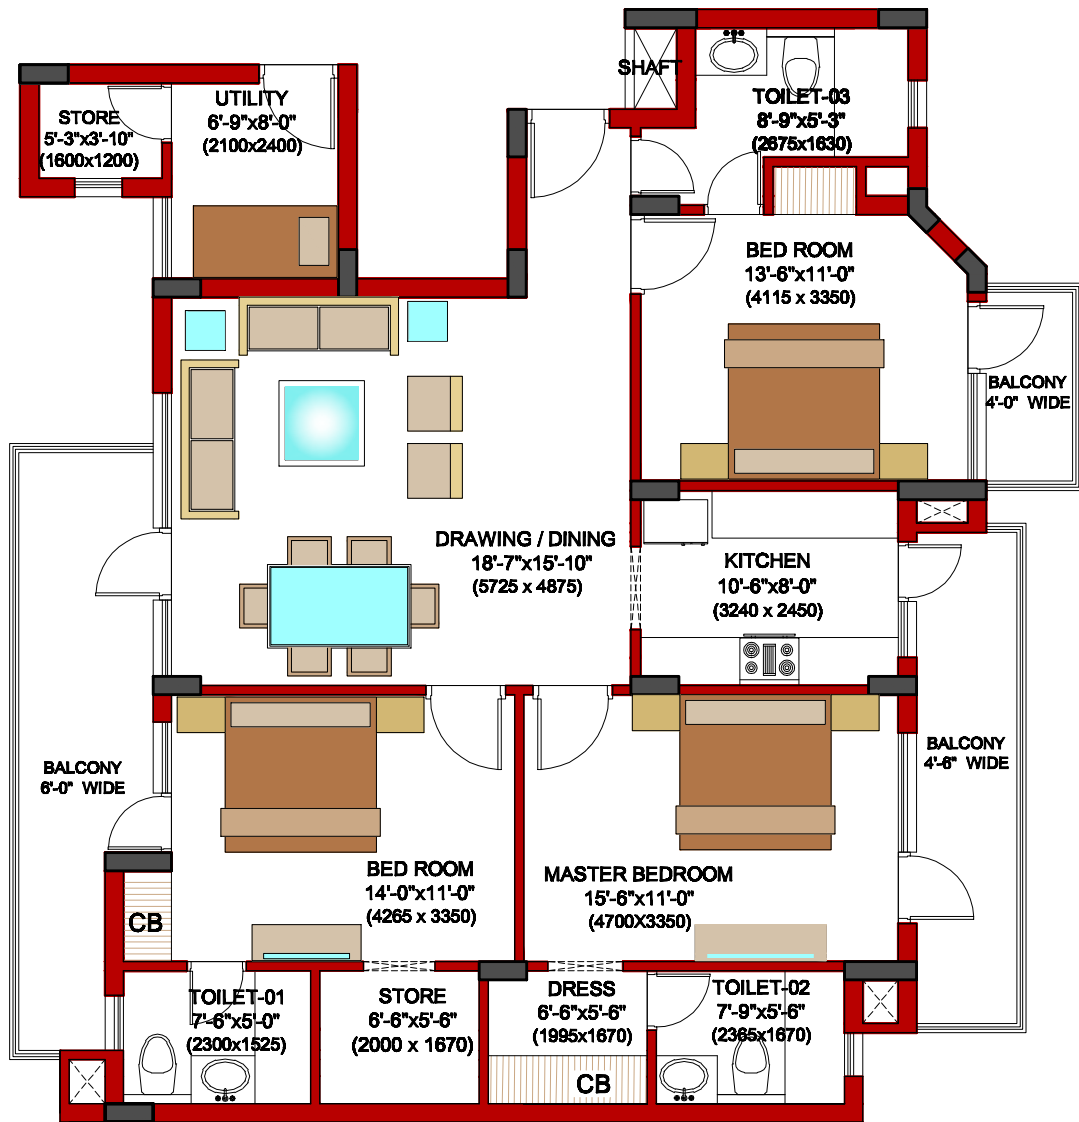 SHAFT
TOILET-03
8'-9"x5'-3"
(2675x1630)
UTILITY
6'-9"x8'-0"
(2100x2400)
STORE
5'-3"x3'-10"
(1600x1200)
BED ROOM
13'-6"x11'-0"
(4115 x 3350)
BALCONY
4'-0" WIDE
DRAWING / DINING
18'-7"x15'-10"
(5725 x 4875)
KITCHEN
10'-6"x8'-0"
(3240 x 2450)
BALCONY
6'-0" WIDE
BALCONY
4'-6" WIDE
BED ROOM
14'-0"x11'-0"
(4265 x 3350)
MASTER BEDROOM
15'-6"x11'-0"
(4700X3350)
CB
TOILET-01
7'-6"x5'-0"
(2300x1525)
STORE
6'-6"x5'-6"
(2000 x 1670)
DRESS
6'-6"x5'-6"
(1995x1670)
TOILET-02
7'-9"x5'-6"
(2365x1670)
CB